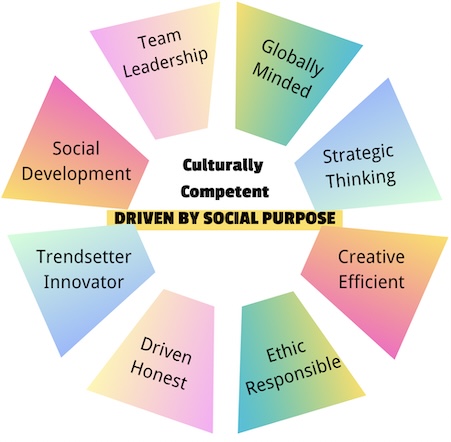 Team
Leadership
Globally
Minded
Social
Development
Culturally
Competent
DRIVEN BY SOCIAL PURPOSE
Strategic
Thinking
Trendsetter
Innovator
Creative
Efficient
Driven
Honest
Ethic
Responsible